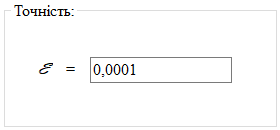 Точність:
ℰ = 0,0001